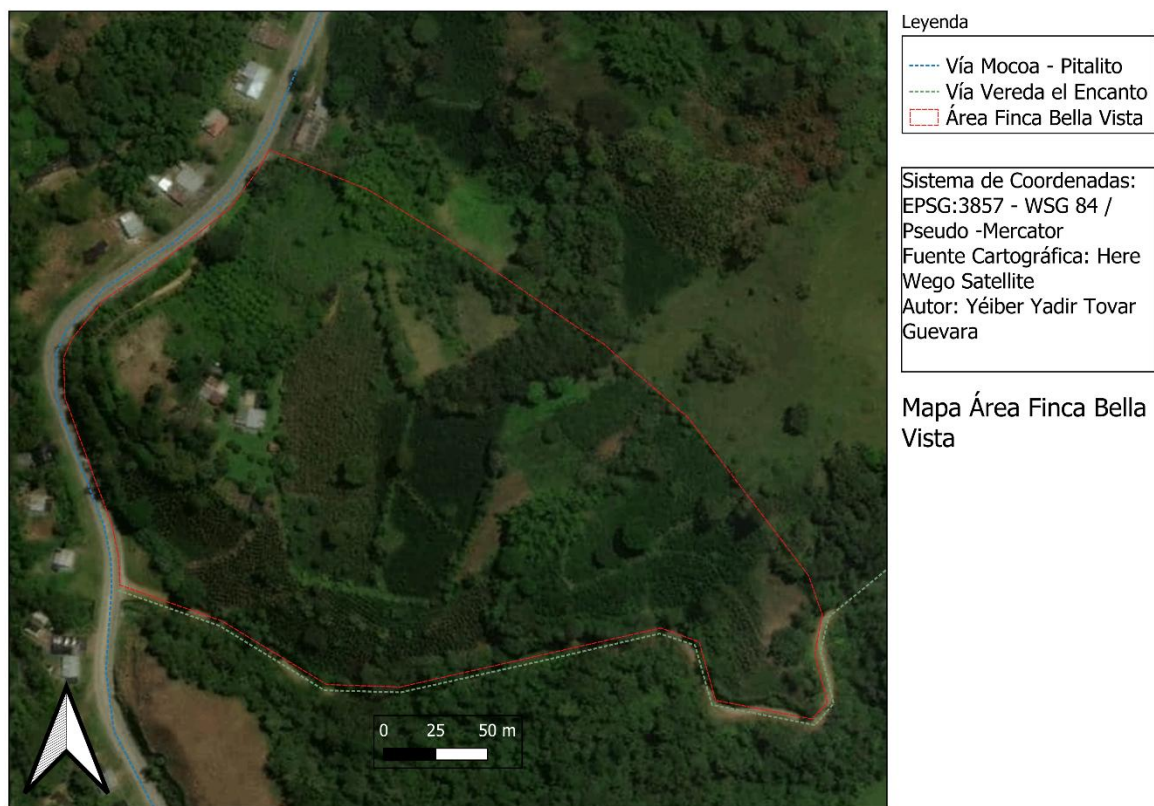 Leyenda
Vía Mocoa - Pitalito
Vía Vereda el Encanto
Área Finca Bella Vista
Sistema de Coordenadas:
EPSG:3857 - WSG 84 /
Pseudo -Mercator
Fuente Cartográfica: Here
Wego Satellite
Autor: Yéiber Yadir Tovar
Guevara
Mapa Área Finca Bella
Vista
0 25 50 m